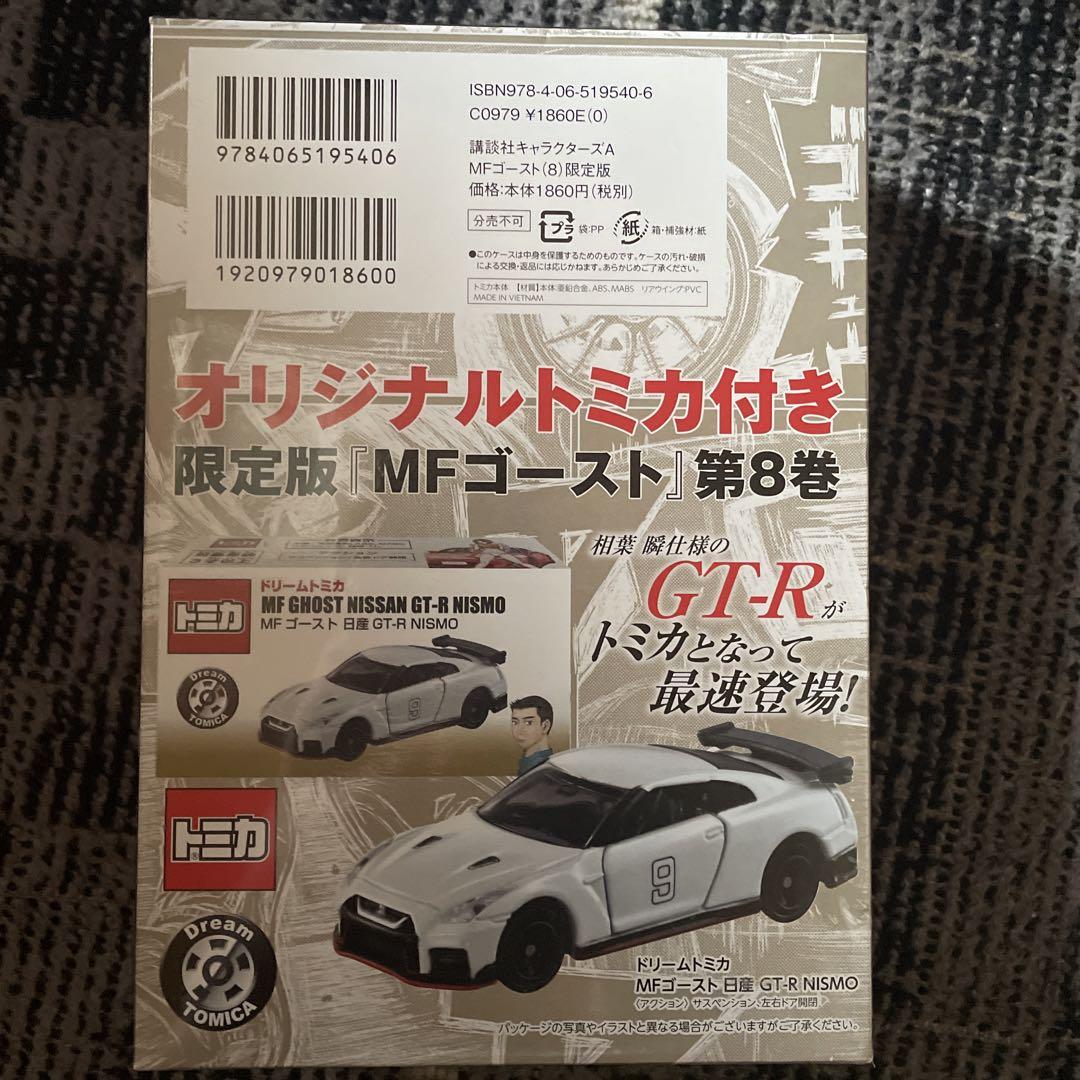 ISBN978-4-06-519540-6
C0979 ¥1860E(0)
9784065195406
講談社キャラクターズA
MFゴースト(8)限定版
価格:本体1860円(税別)
1920979018600
分売不可
プラ
袋:PP
紙
箱・補強材:紙
●このケースは中身を保護するためのものです。ケースの汚れ・破損
による交換・返品には応じかねます。あらかじめご了承ください。
トミカ本体 【材質】本体:亜鉛合金、ABS、MABS リアウイング:PVC
MADE IN VIETNAM
ゴキュッ
オリジナルトミカ付き
限定版『MFゴースト』第8巻
相葉 瞬仕様の
GT-Rが
トミカとなって
最速登場!
トミカ
ドリームトミカ
MF GHOST NISSAN GT-R NISMO
MF ゴースト 日産 GT-R NISMO
Dream
TOMICA
9
トミカ
9
Dream
TOMICA
ドリームトミカ
MFゴースト 日産 GT-R NISMO
〈アクション〉 サスペンション、左右ドア開閉
パッケージの写真やイラストと異なる場合がございますがご了承ください。